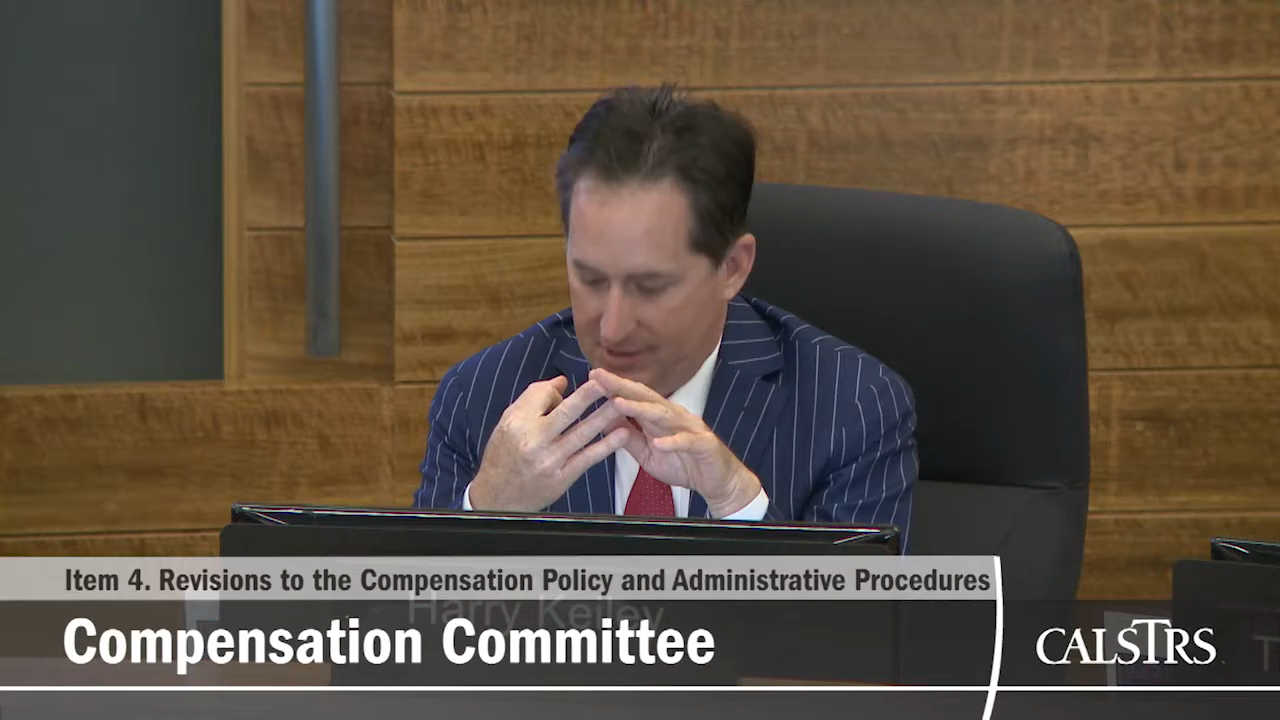 Item 4. Revisions to the Compensation Policy and Administrative Procedures
Harry Keiley
Compensation Committee
CALSTRS
T